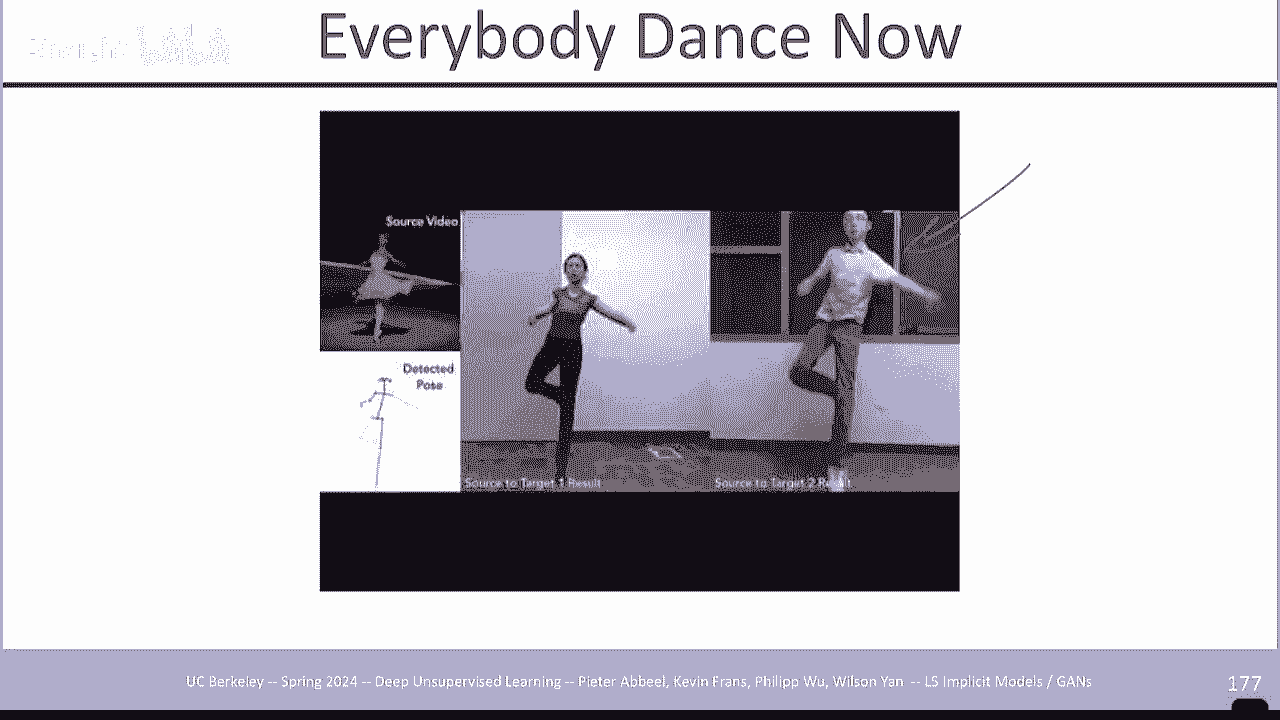 Everybody Dance Now
Source Video
Detected
Pose
Source to Target 1 Result
Source to Target 2 Result
UC Berkeley -- Spring 2024 -- Deep Unsupervised Learning -- Pieter Abbeel, Kevin Frans, Philipp Wu, Wilson Yan -- L5 Implicit Models / GANs
177